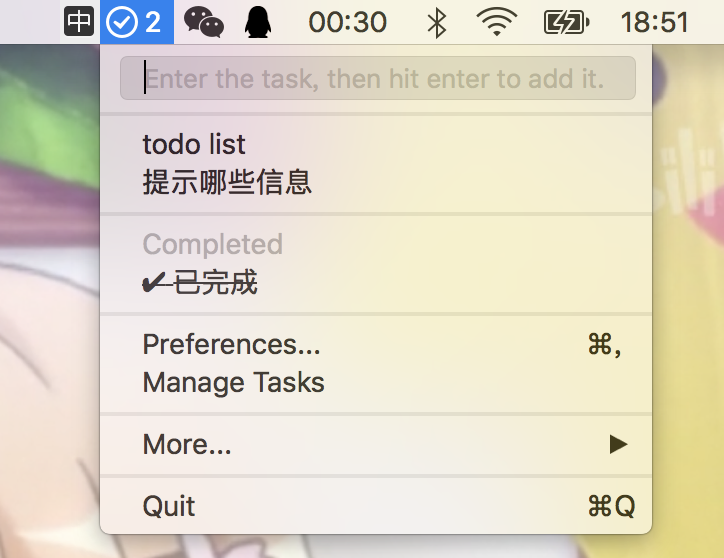 中 2 00:30 18:51
Enter the task, then hit enter to add it.
todo list
提示哪些信息
Completed
✔ 已完成
Preferences... ⌘,
Manage Tasks
More... ▶
Quit ⌘Q